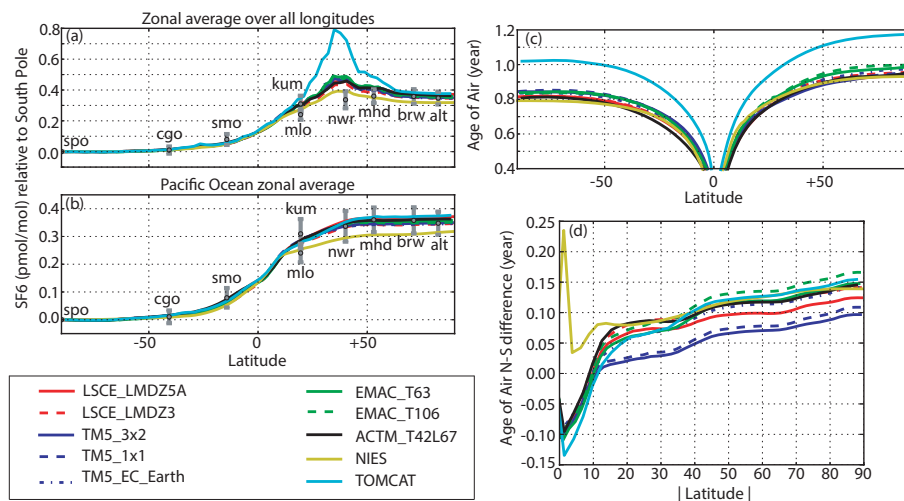 Zonal average over all longitudes
(a)
0.8
0.6
0.4
0.2
0.0
spo
cgo
smo
kum
mlo
nwr
mhd
brw
alt
-50
0
+50
Pacific Ocean zonal average
(b)
0.4
0.3
0.2
0.1
0.0
spo
cgo
smo
kum
mlo
nwr
mhd
brw
alt
-50
0
+50
Latitude
SF6 (pmol/mol) relative to South Pole
(c)
1.2
1.0
0.8
0.6
0.4
-50
0
+50
Latitude
Age of Air (year)
(d)
0.25
0.20
0.15
0.10
0.05
0.00
-0.05
-0.10
-0.15
0
10
20
30
40
50
60
70
80
90
| Latitude |
Age of Air N-S difference (year)
LSCE_LMDZ5A
LSCE_LMDZ3
TM5_3x2
TM5_1x1
TM5_EC_Earth
EMAC_T63
EMAC_T106
ACTM_T42L67
NIES
TOMCAT